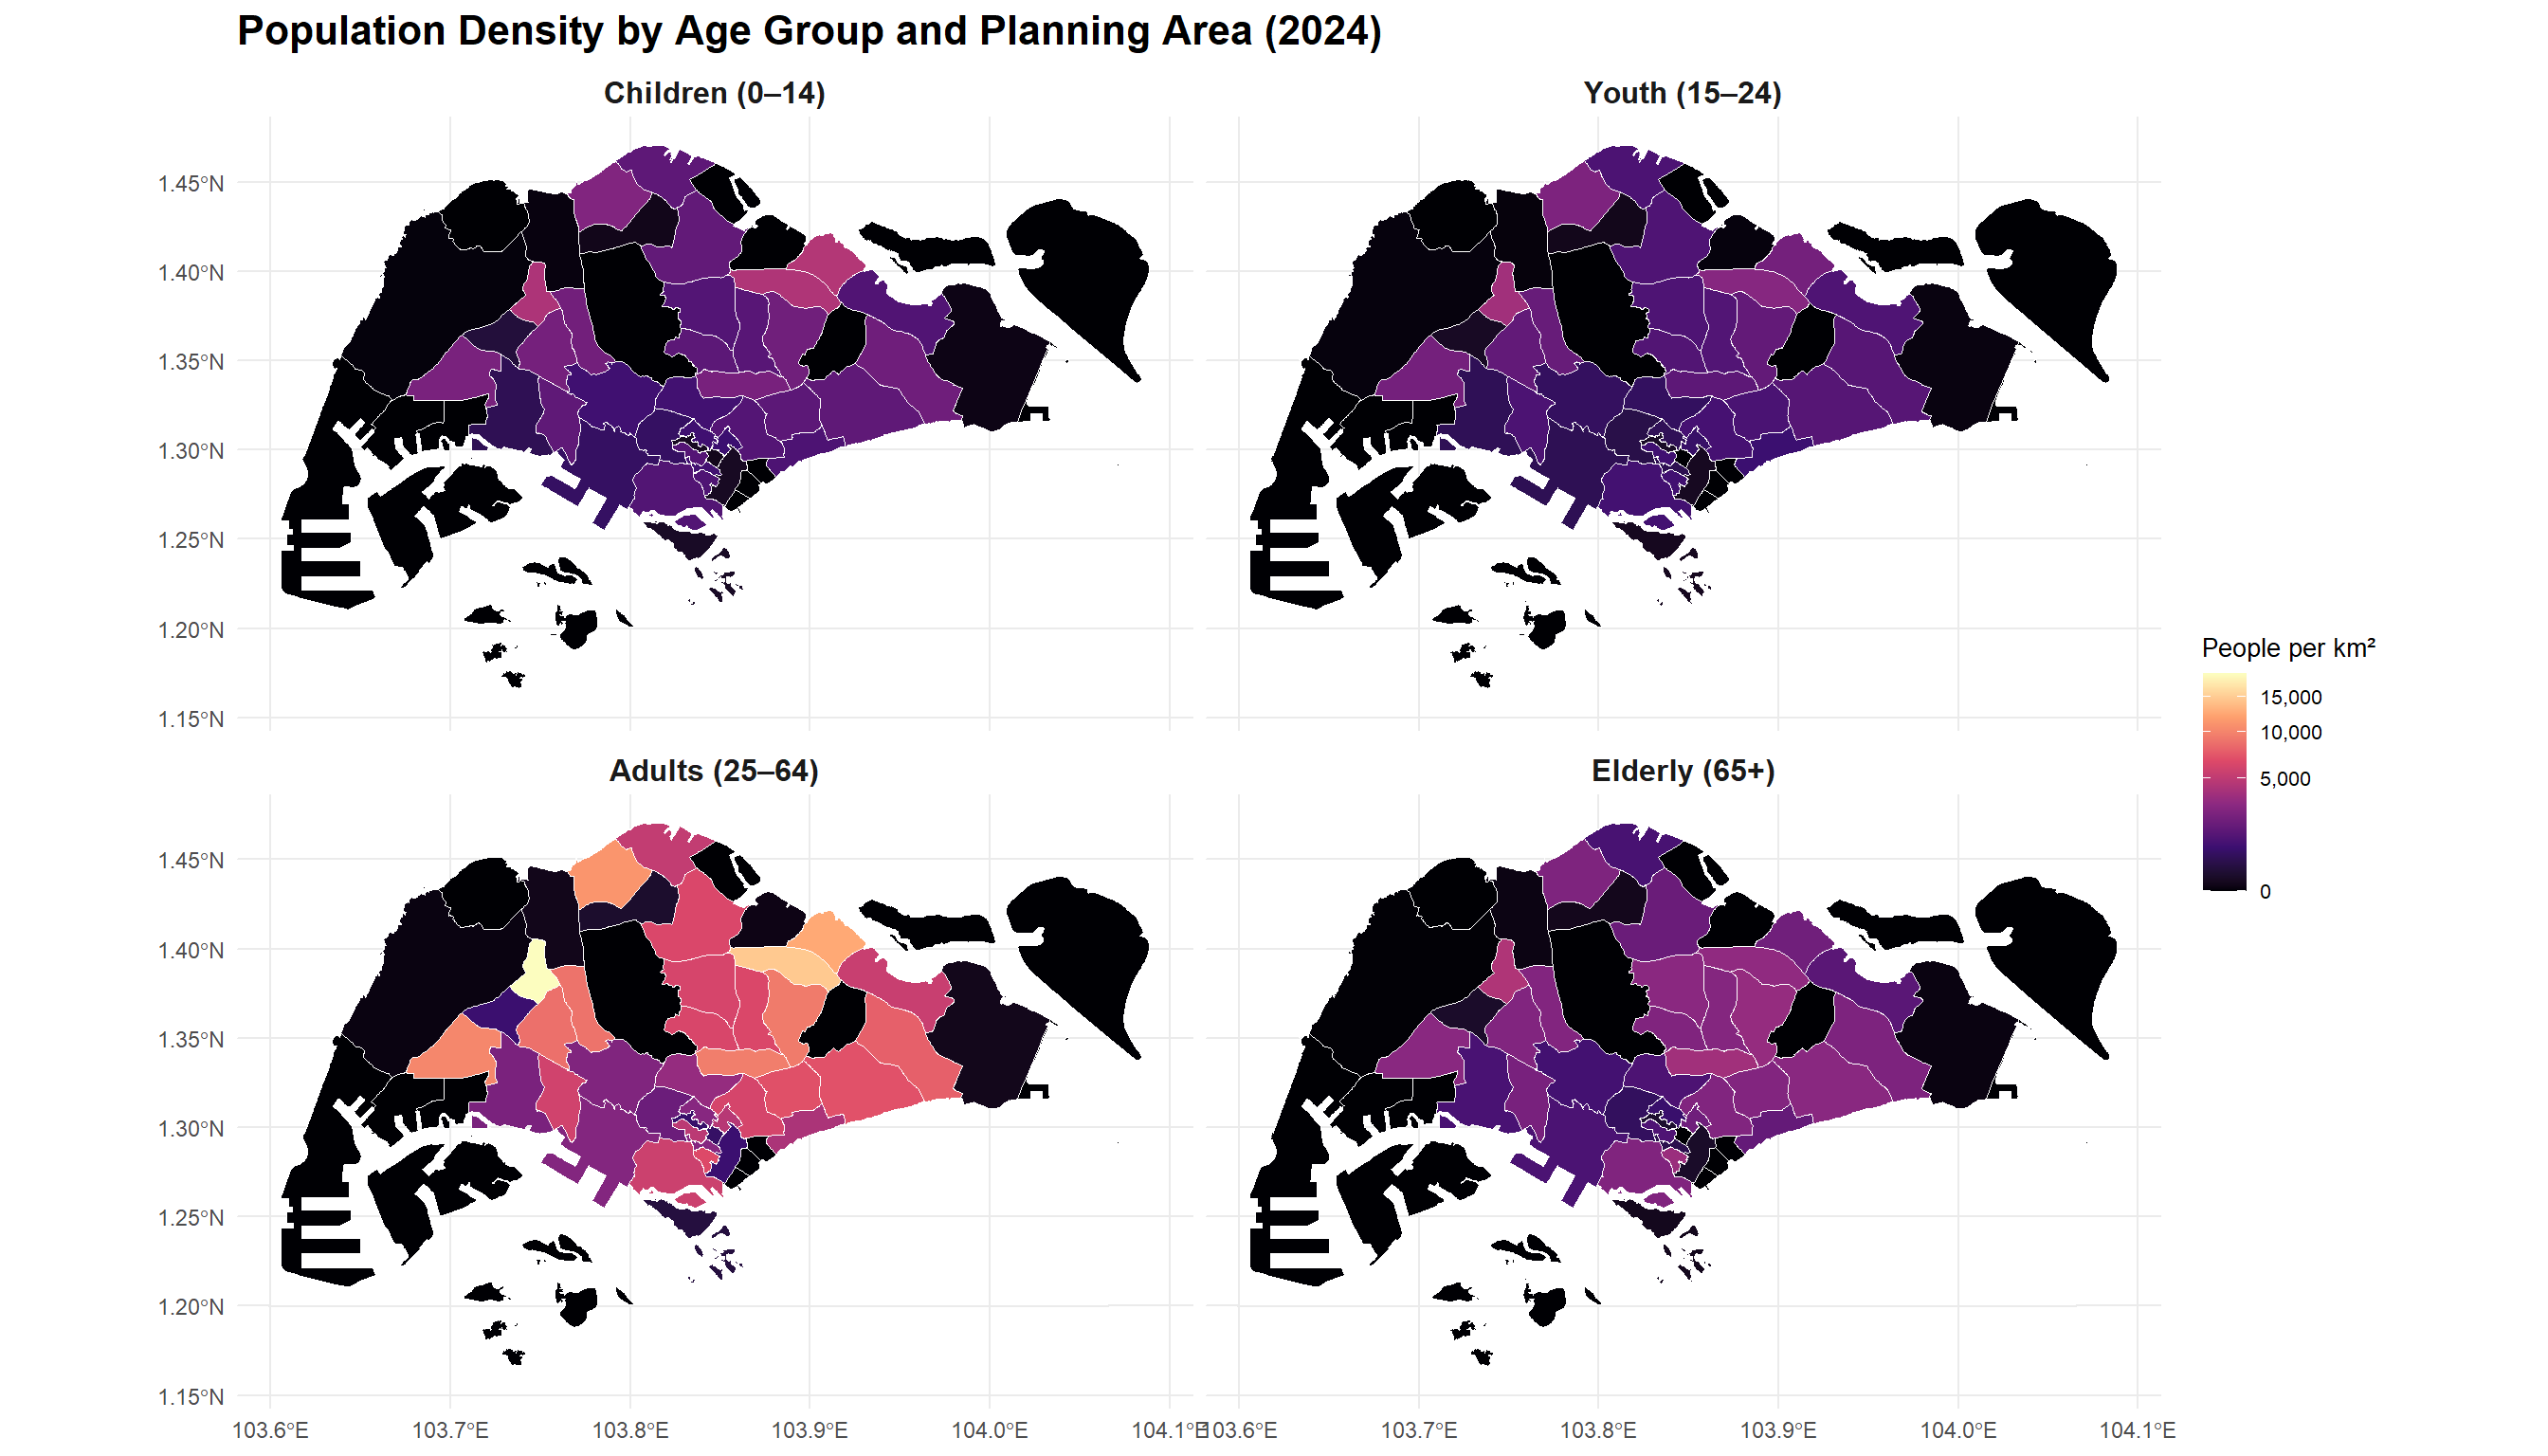 Population Density by Age Group and Planning Area (2024)
Children (0–14)
Youth (15–24)
1.45°N
1.40°N
1.35°N
1.30°N
1.25°N
1.20°N
1.15°N
Adults (25–64)
Elderly (65+)
1.45°N
1.40°N
1.35°N
1.30°N
1.25°N
1.20°N
1.15°N
103.6°E 103.7°E 103.8°E 103.9°E 104.0°E 104.1°E
103.6°E 103.7°E 103.8°E 103.9°E 104.0°E 104.1°E
People per km²
15,000
10,000
5,000
0